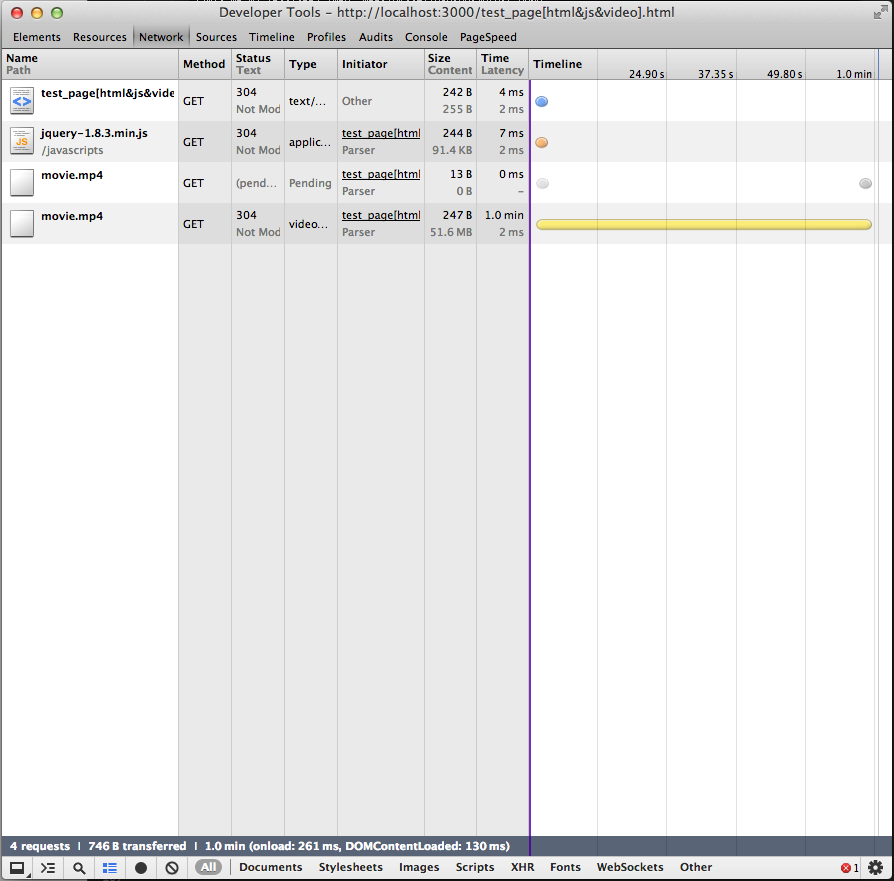 Developer Tools - http://localhost:3000/test_page[html&js&video].html
Elements Resources Network Sources Timeline Profiles Audits Console PageSpeed
Name Method Status Type Initiator Size Time Timeline
Path Text Content Latency 24.90 s 37.35 s 49.80 s 1.0 min
test_page[html&js&vide GET 304 text/... Other 242 B 4 ms
Not Mod 255 B 2 ms
jquery-1.8.3.min.js GET 304 applic... test_page[html 244 B 7 ms
/javascripts Not Mod Parser 91.4 KB 2 ms
movie.mp4 GET (pend... Pending test_page[html 13 B 0 ms
Parser 0 B –
movie.mp4 GET 304 video... test_page[html 247 B 1.0 min
Not Mod Parser 51.6 MB 2 ms
4 requests | 746 B transferred | 1.0 min (onload: 261 ms, DOMContentLoaded: 130 ms)
All Documents Stylesheets Images Scripts XHR Fonts WebSockets Other 1